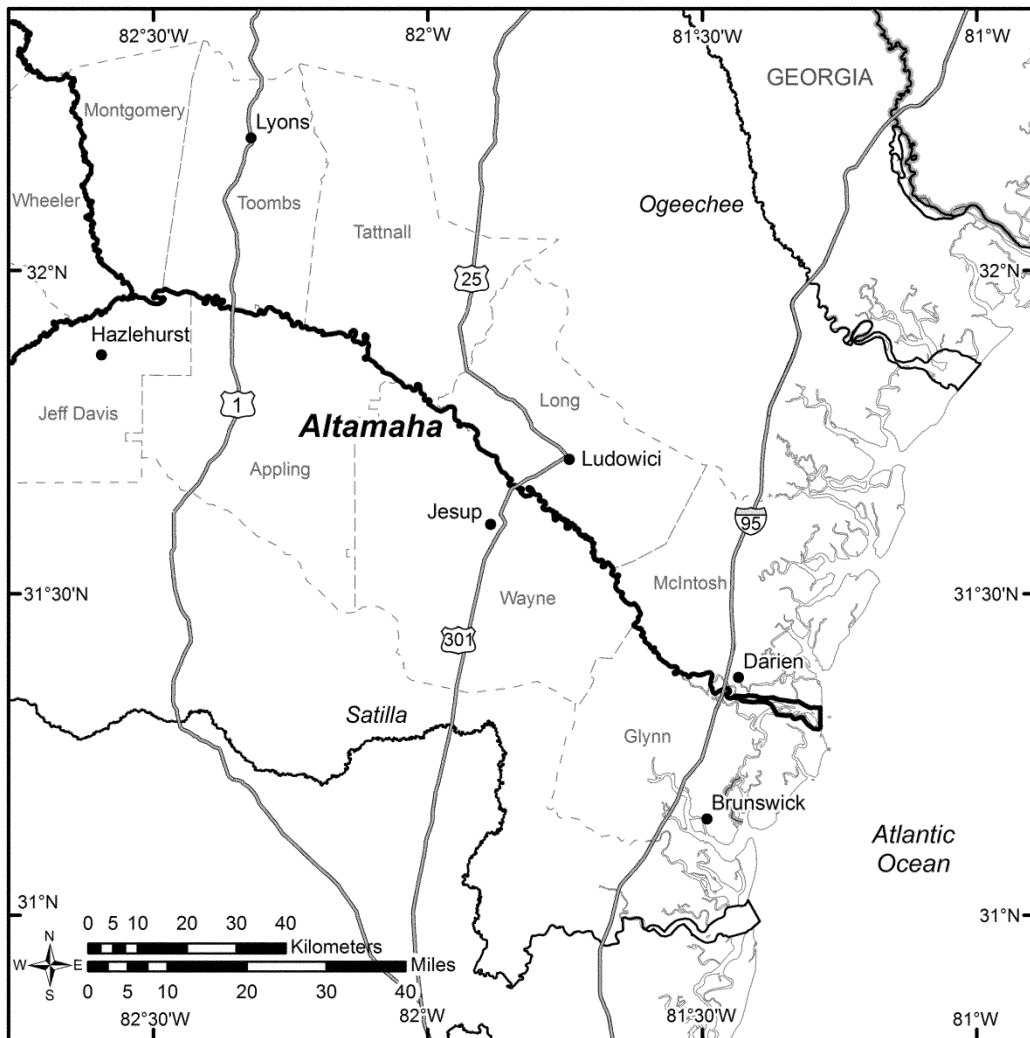 82°30'W
82°W
81°30'W
81°W
GEORGIA
Montgomery
Lyons
Wheeler
Toombs
Ogeechee
Tattnall
32°N
25
32°N
Hazlehurst
Jeff Davis
1
Long
Altamaha
Appling
Ludowici
Jesup
95
31°30'N
Wayne
McIntosh
31°30'N
301
Darien
Satilla
Glynn
Brunswick
Atlantic
Ocean
31°N
31°N
0 5 10 20 30 40
Kilometers
N
W E
S
Miles
0 5 10 20 30 40
82°30'W
82°W
81°30'W
81°W